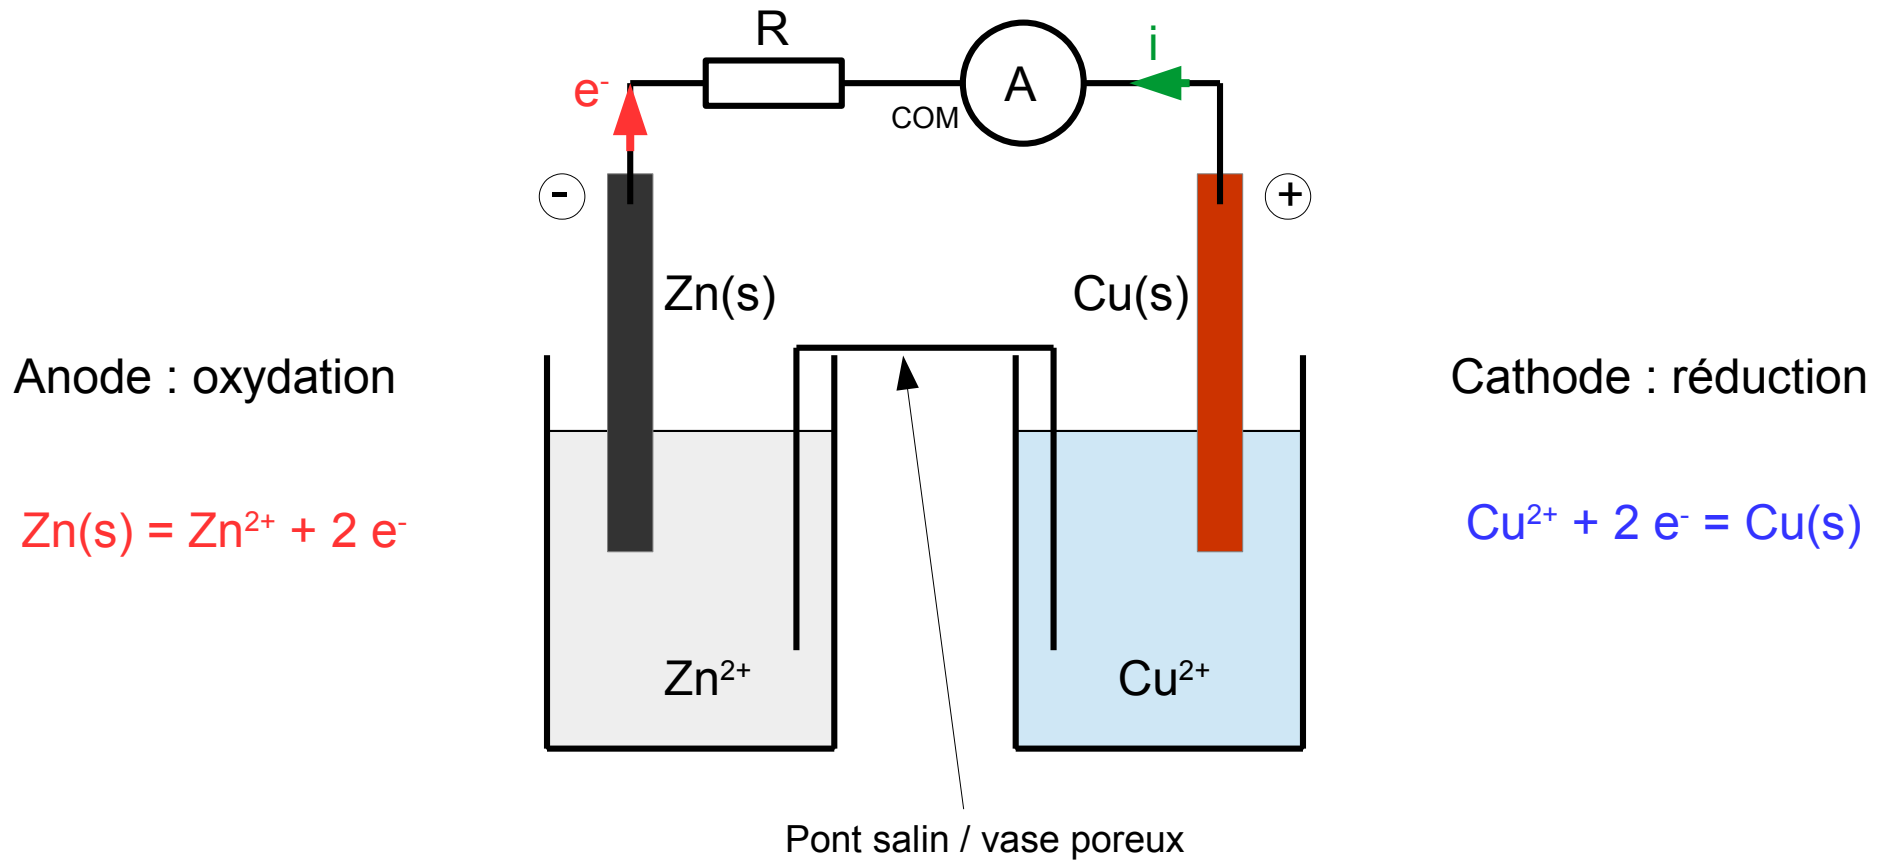 R
i
e⁻
A
COM
-
+
Zn(s)
Cu(s)
Anode : oxydation
Cathode : réduction
Zn(s) = Zn²⁺ + 2 e⁻
Cu²⁺ + 2 e⁻ = Cu(s)
Zn²⁺
Cu²⁺
Pont salin / vase poreux